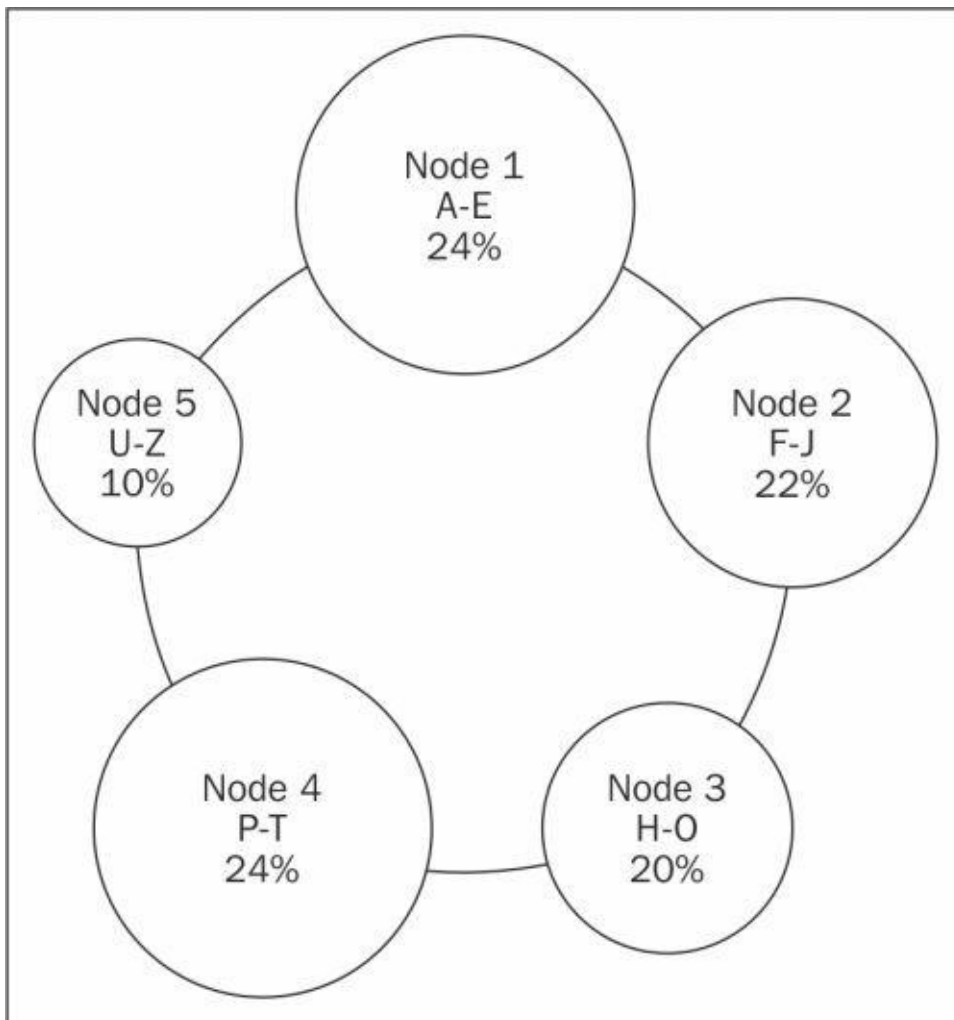 Node 1
A-E
24%
Node 2
F-J
22%
Node 3
H-O
20%
Node 4
P-T
24%
Node 5
U-Z
10%